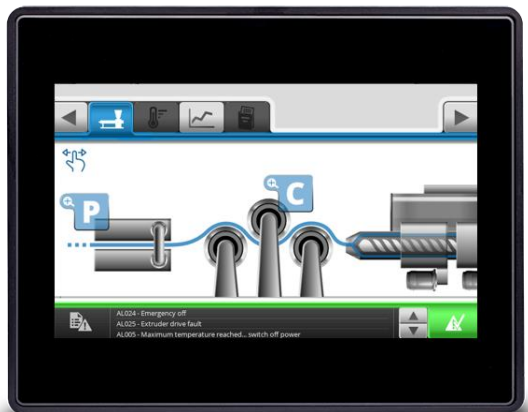 P
C
AL024 - Emergency off
AL025 - Extruder drive fault
AL005 - Maximum temperature reached... switch off power